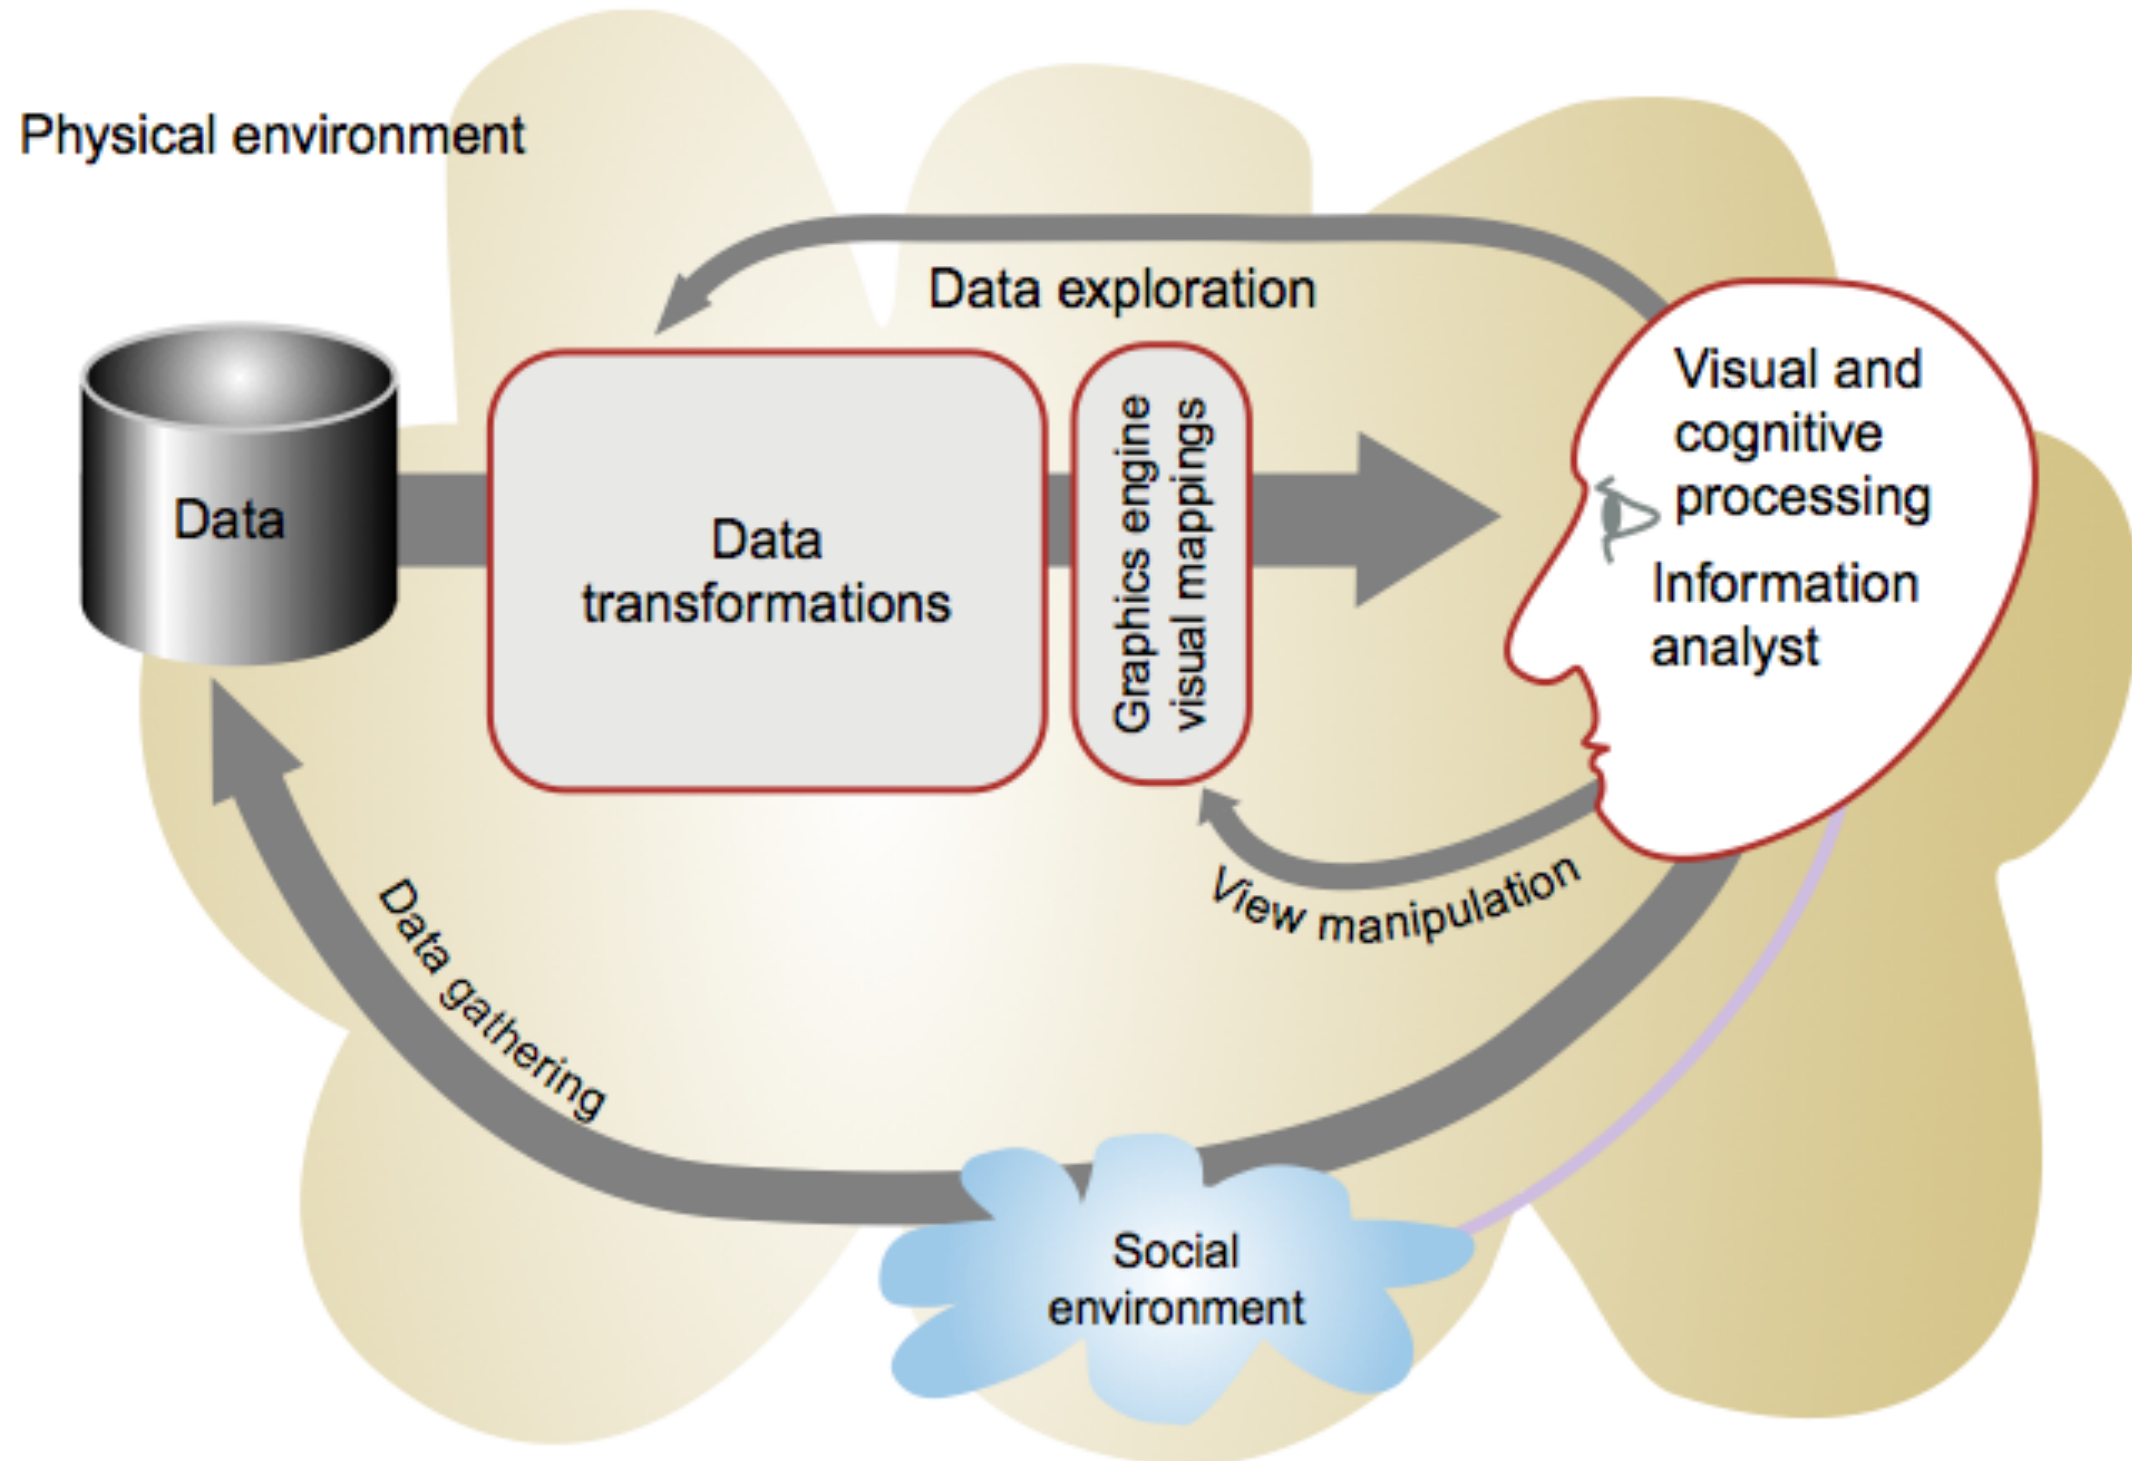 Physical environment
Data exploration
Data
Data
transformations
Graphics engine
visual mappings
Visual and
cognitive
processing
Information
analyst
View manipulation
Data gathering
Social
environment